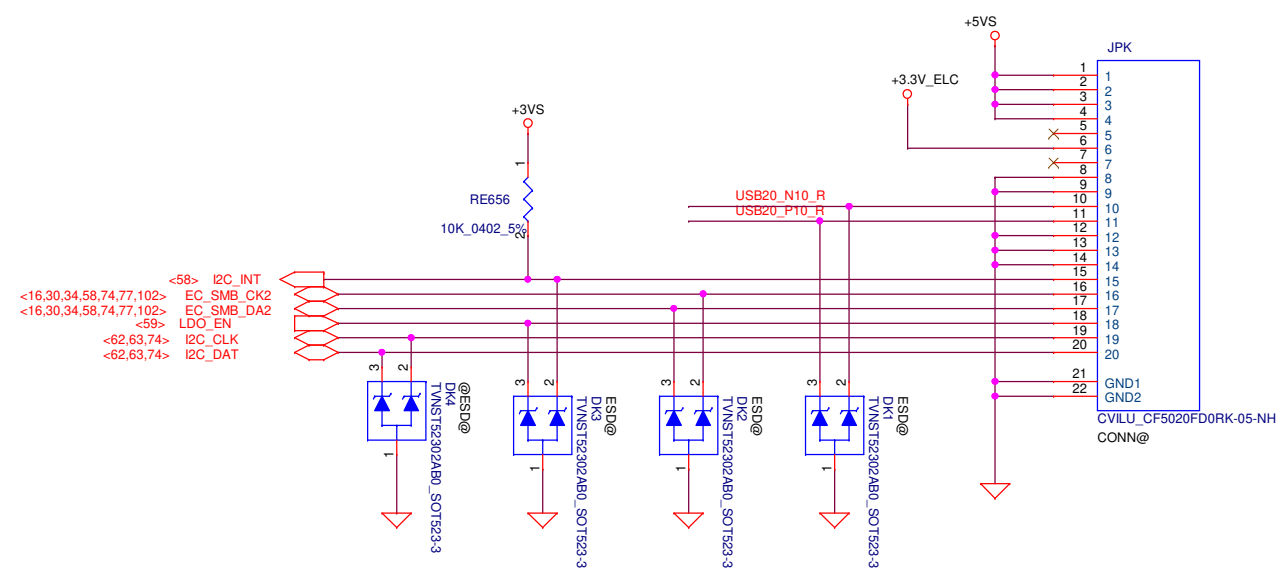 +5VS
JPK
+3.3V_ELC
+3VS
1 1
2 2
3 3
4 4
5 5
6 6
7 7
8 8
9 9
10 10
11 11
12 12
13 13
14 14
15 15
16 16
17 17
18 18
19 19
20 20
21 GND1
22 GND2
CVILU_CF5020FD0RK-05-NH
CONN@
1
RE656
10K_0402_5%
2
USB20_N10_R
USB20_P10_R
<58> I2C_INT
<16,30,34,58,74,77,102> EC_SMB_CK2
<16,30,34,58,74,77,102> EC_SMB_DA2
<59> LDO_EN
<62,63,74> I2C_CLK
<62,63,74> I2C_DAT
3 2
1
@ESD@
DK4
TVNST52302AB0_SOT523-3
3 2
1
ESD@
DK3
TVNST52302AB0_SOT523-3
3 2
1
ESD@
DK2
TVNST52302AB0_SOT523-3
3 2
1
ESD@
DK1
TVNST52302AB0_SOT523-3